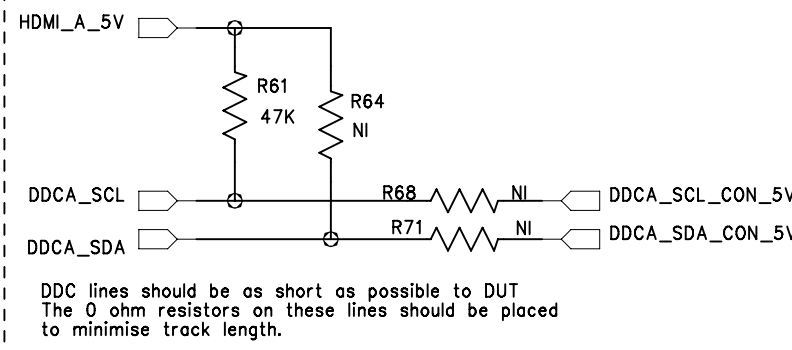 HDMI_A_5V
R61
47K
R64
NI
DDCA_SCL
R68
NI
DDCA_SCL_CON_5V
DDCA_SDA
R71
NI
DDCA_SDA_CON_5V
DDC lines should be as short as possible to DUT
The 0 ohm resistors on these lines should be placed
to minimise track length.